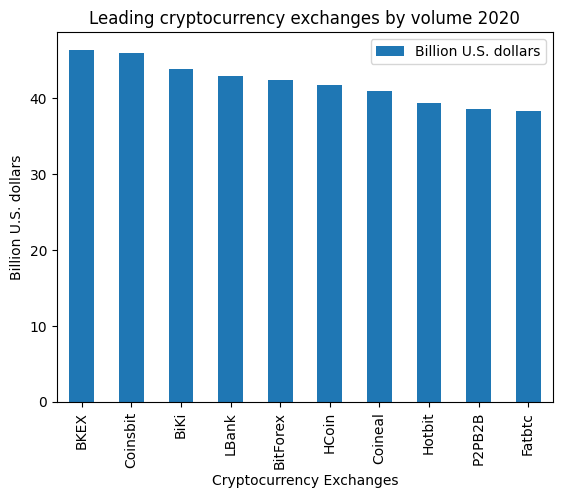 Leading cryptocurrency exchanges by volume 2020
Billion U.S. dollars
Billion U.S. dollars
40
30
20
10
0
BKEX
Coinsbit
BiKi
LBank
BitForex
HCoin
Coineal
Hotbit
P2PB2B
Fatbtc
Cryptocurrency Exchanges